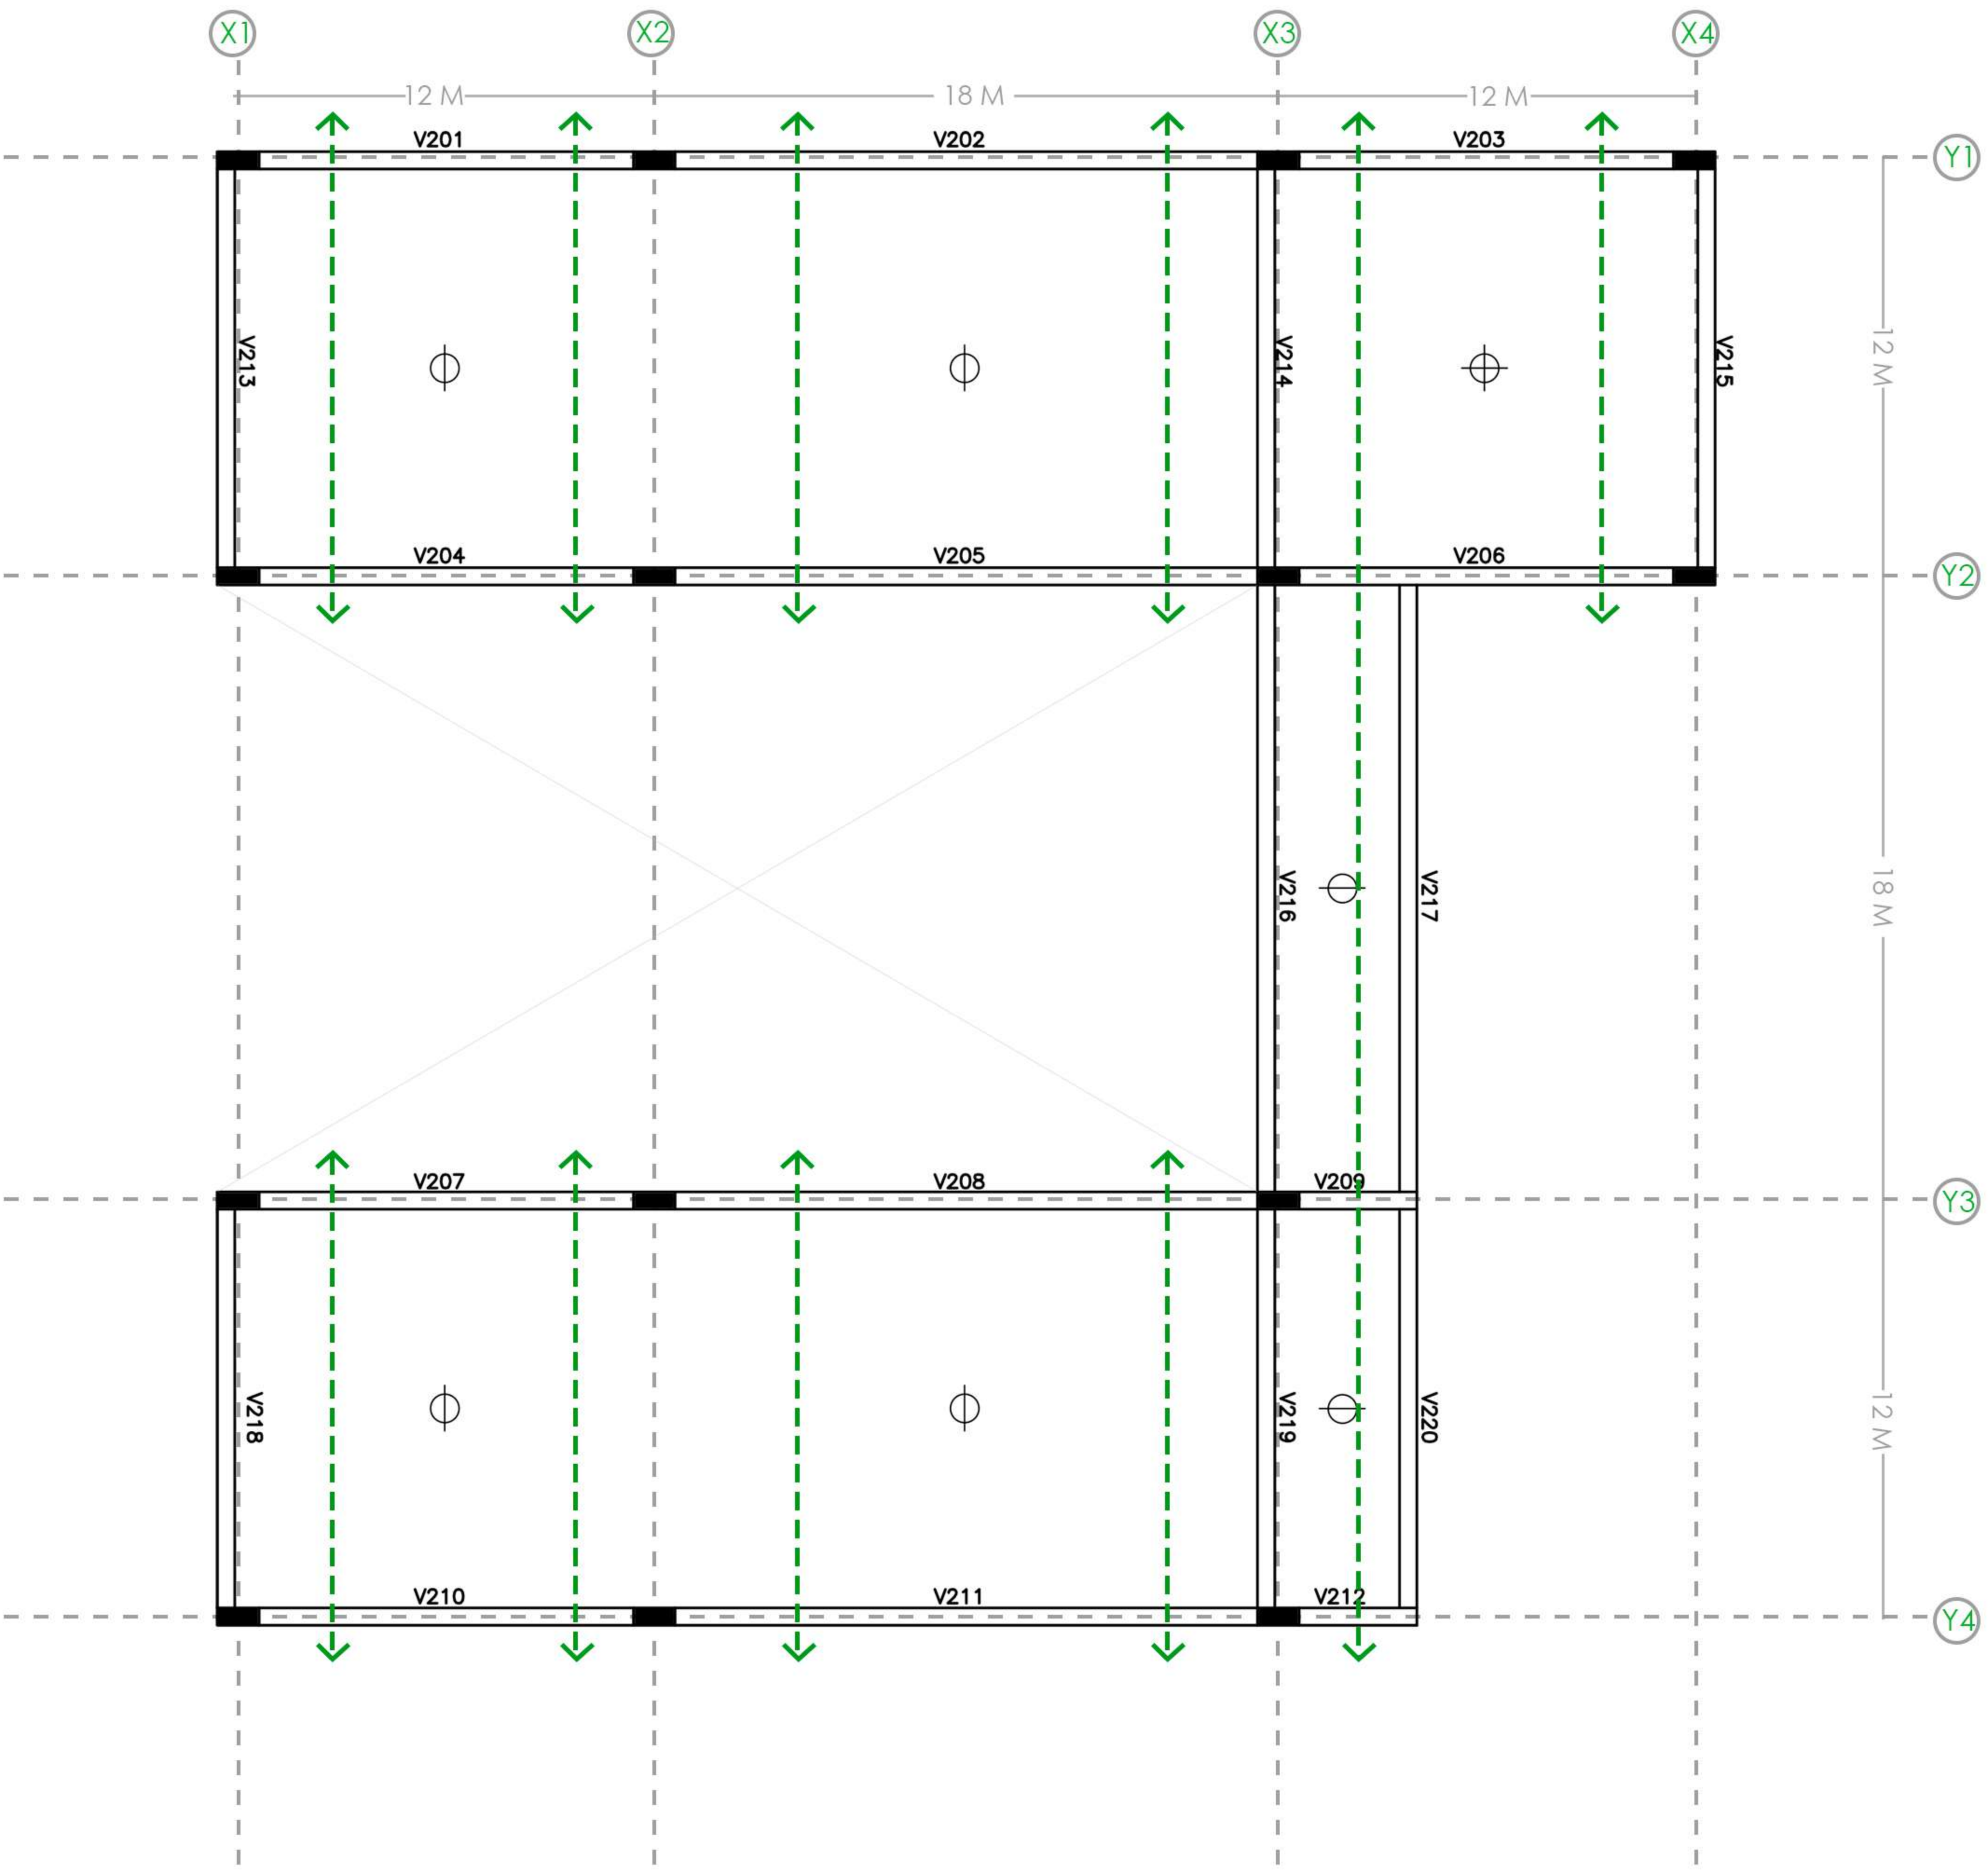 X1 X2 X3 X4
12 M 18 M 12 M
V201 V202 V203
Y1
V213 V214 V215
12 M
V204 V205 V206
Y2
V216 V217
18 M
V207 V208 V209
Y3
V218 V219 V220
12 M
V210 V211 V212
Y4